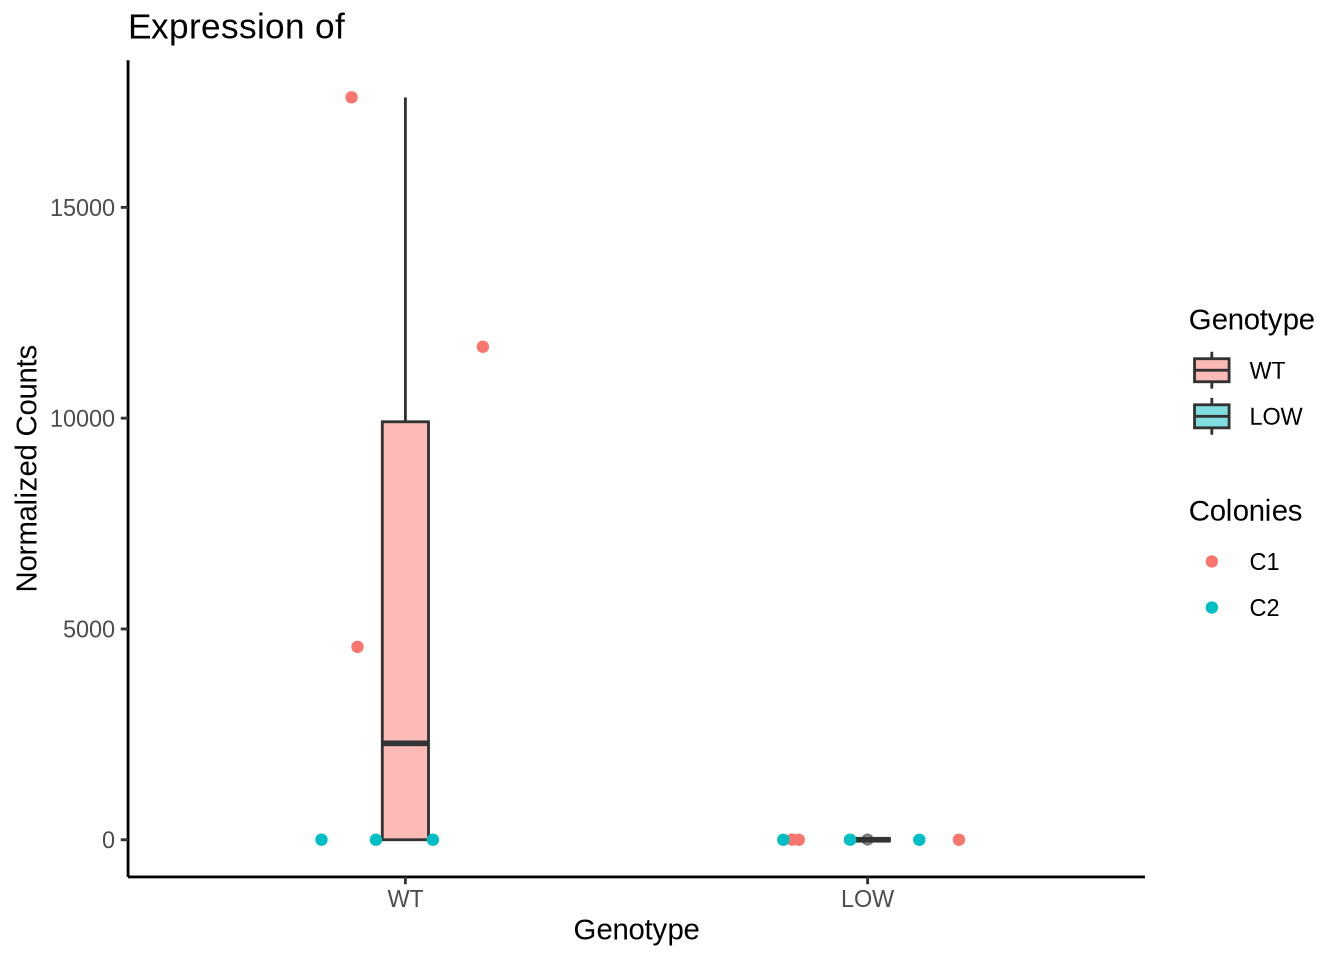 Expression of
Normalized Counts
15000
10000
5000
0
WT
LOW
Genotype
Genotype
WT
LOW
Colonies
C1
C2